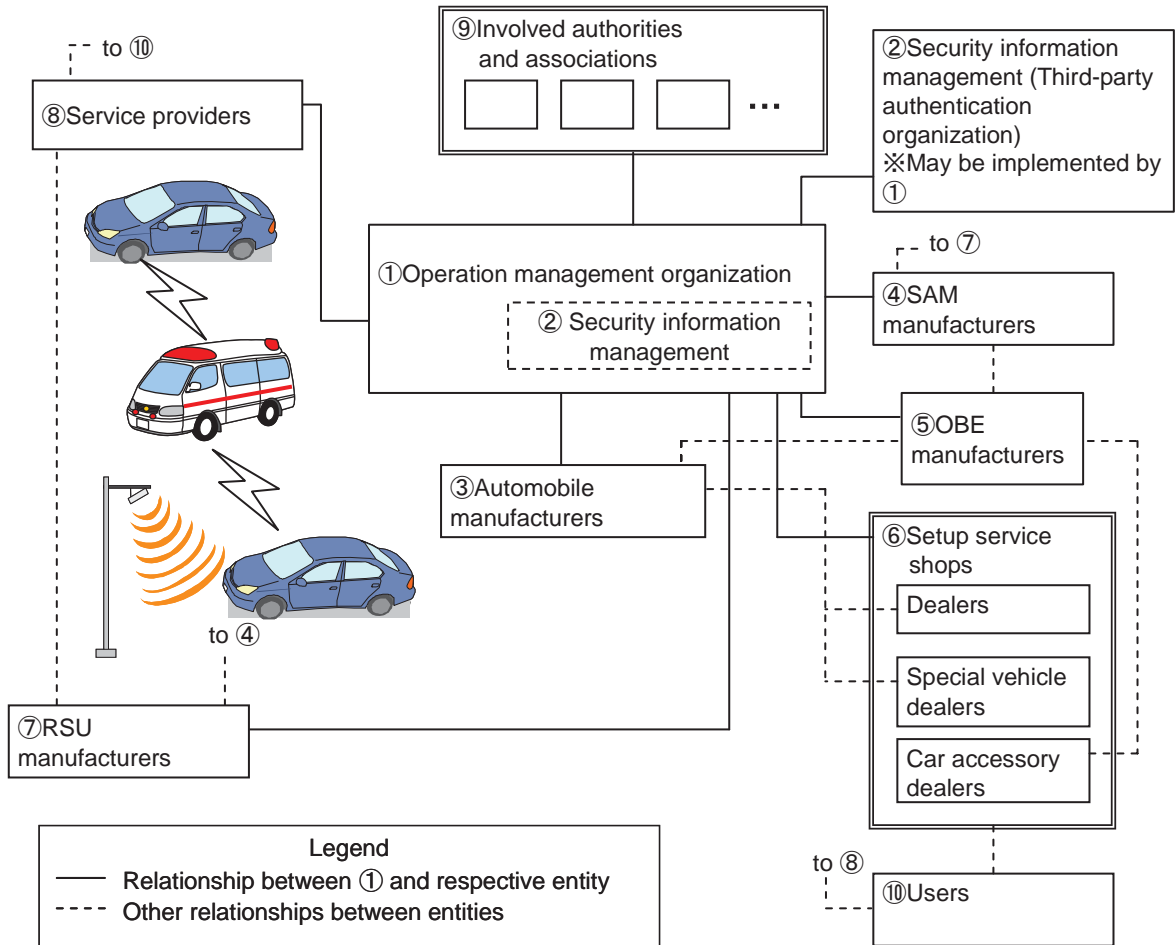 to ⑩
⑧Service providers
⑨Involved authorities
and associations
...
②Security information
management (Third-party
authentication
organization)
※May be implemented by
①
①Operation management organization
② Security information
management
to ⑦
④SAM
manufacturers
⑤OBE
manufacturers
③Automobile
manufacturers
⑥Setup service
shops
Dealers
Special vehicle
dealers
Car accessory
dealers
to ④
⑦RSU
manufacturers
to ⑧
⑩Users
Legend
Relationship between ① and respective entity
Other relationships between entities